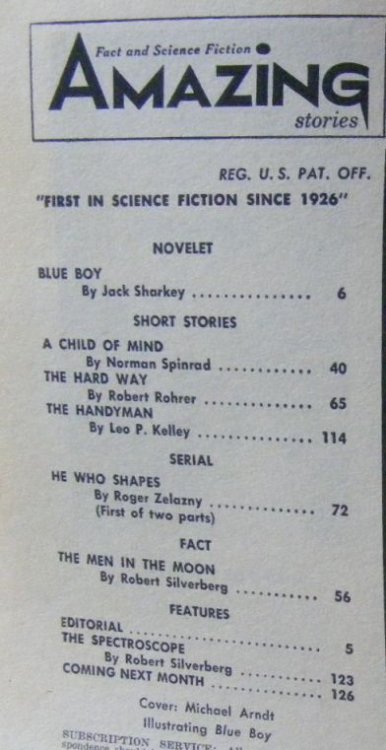 Fact and Science Fiction
AMAZING
stories
REG. U. S. PAT. OFF.
"FIRST IN SCIENCE FICTION SINCE 1926"
NOVELET
BLUE BOY
By Jack Sharkey ............... 6
SHORT STORIES
A CHILD OF MIND
By Norman Spinrad ............ 40
THE HARD WAY
By Robert Rohrer .............. 65
THE HANDYMAN
By Leo P. Kelley ............... 114
SERIAL
HE WHO SHAPES
By Roger Zelazny .............. 72
(First of two parts)
FACT
THE MEN IN THE MOON
By Robert Silverberg ........... 56
FEATURES
EDITORIAL ........................ 5
THE SPECTROSCOPE
By Robert Silverberg ........... 123
COMING NEXT MONTH ............... 126
Cover: Michael Arndt
Illustrating Blue Boy
SUBSCRIPTION SERVICE: